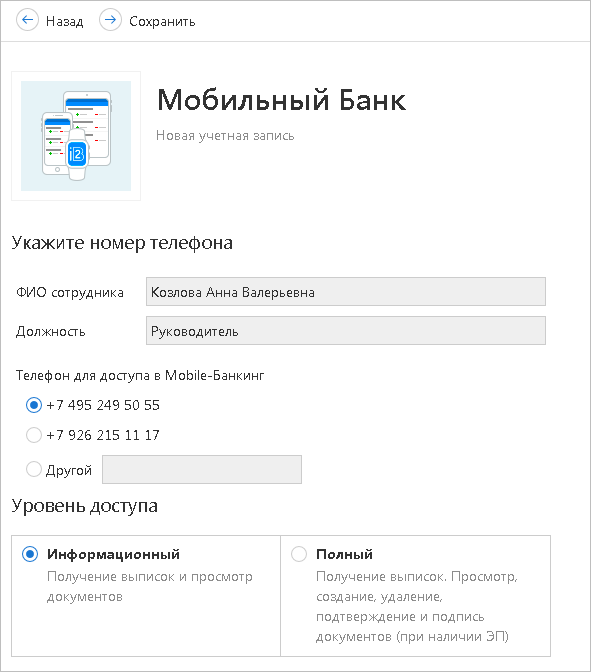 Назад Сохранить
i2
Мобильный Банк
Новая учетная запись
Укажите номер телефона
ФИО сотрудника Козлова Анна Валерьевна
Должность Руководитель
Телефон для доступа в Mobile-Банкинг
+7 495 249 50 55
+7 926 215 11 17
Другой
Уровень доступа
Информационный
Получение выписок и просмотр
документов
Полный
Получение выписок. Просмотр,
создание, удаление,
подтверждение и подпись
документов (при наличии ЭП)